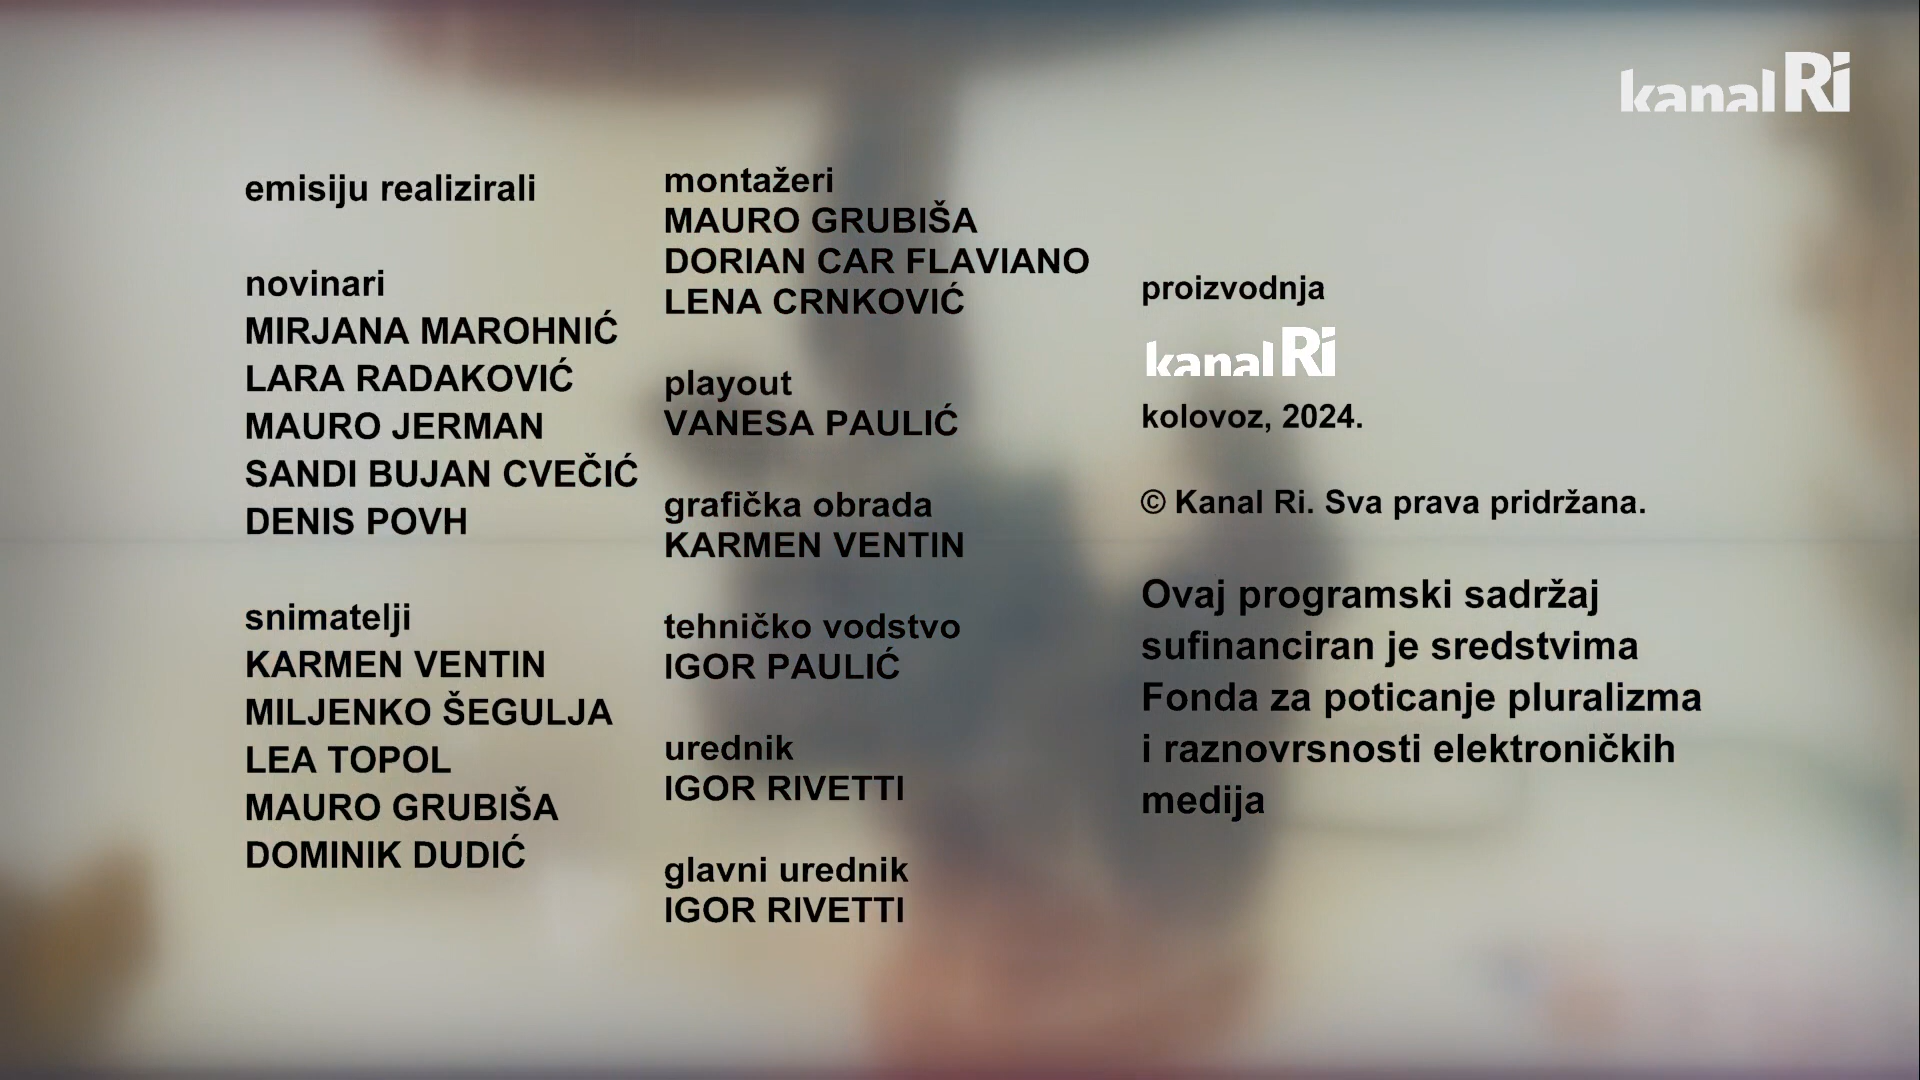 kanal Ri
emisiju realizirali
novinari
MIRJANA MAROHNIĆ
LARA RADAKOVIĆ
MAURO JERMAN
SANDI BUJAN CVEČIĆ
DENIS POVH
snimatelji
KARMEN VENTIN
MILJENKO ŠEGULJA
LEA TOPOL
MAURO GRUBIŠA
DOMINIK DUDIĆ
montažeri
MAURO GRUBIŠA
DORIAN CAR FLAVIANO
LENA CRNKOVIĆ
playout
VANESA PAULIĆ
grafička obrada
KARMEN VENTIN
tehničko vodstvo
IGOR PAULIĆ
urednik
IGOR RIVETTI
glavni urednik
IGOR RIVETTI
proizvodnja
kanal Ri
kolovoz, 2024.
© Kanal Ri. Sva prava pridržana.
Ovaj programski sadržaj
sufinanciran je sredstvima
Fonda za poticanje pluralizma
i raznovrsnosti elektroničkih
medija